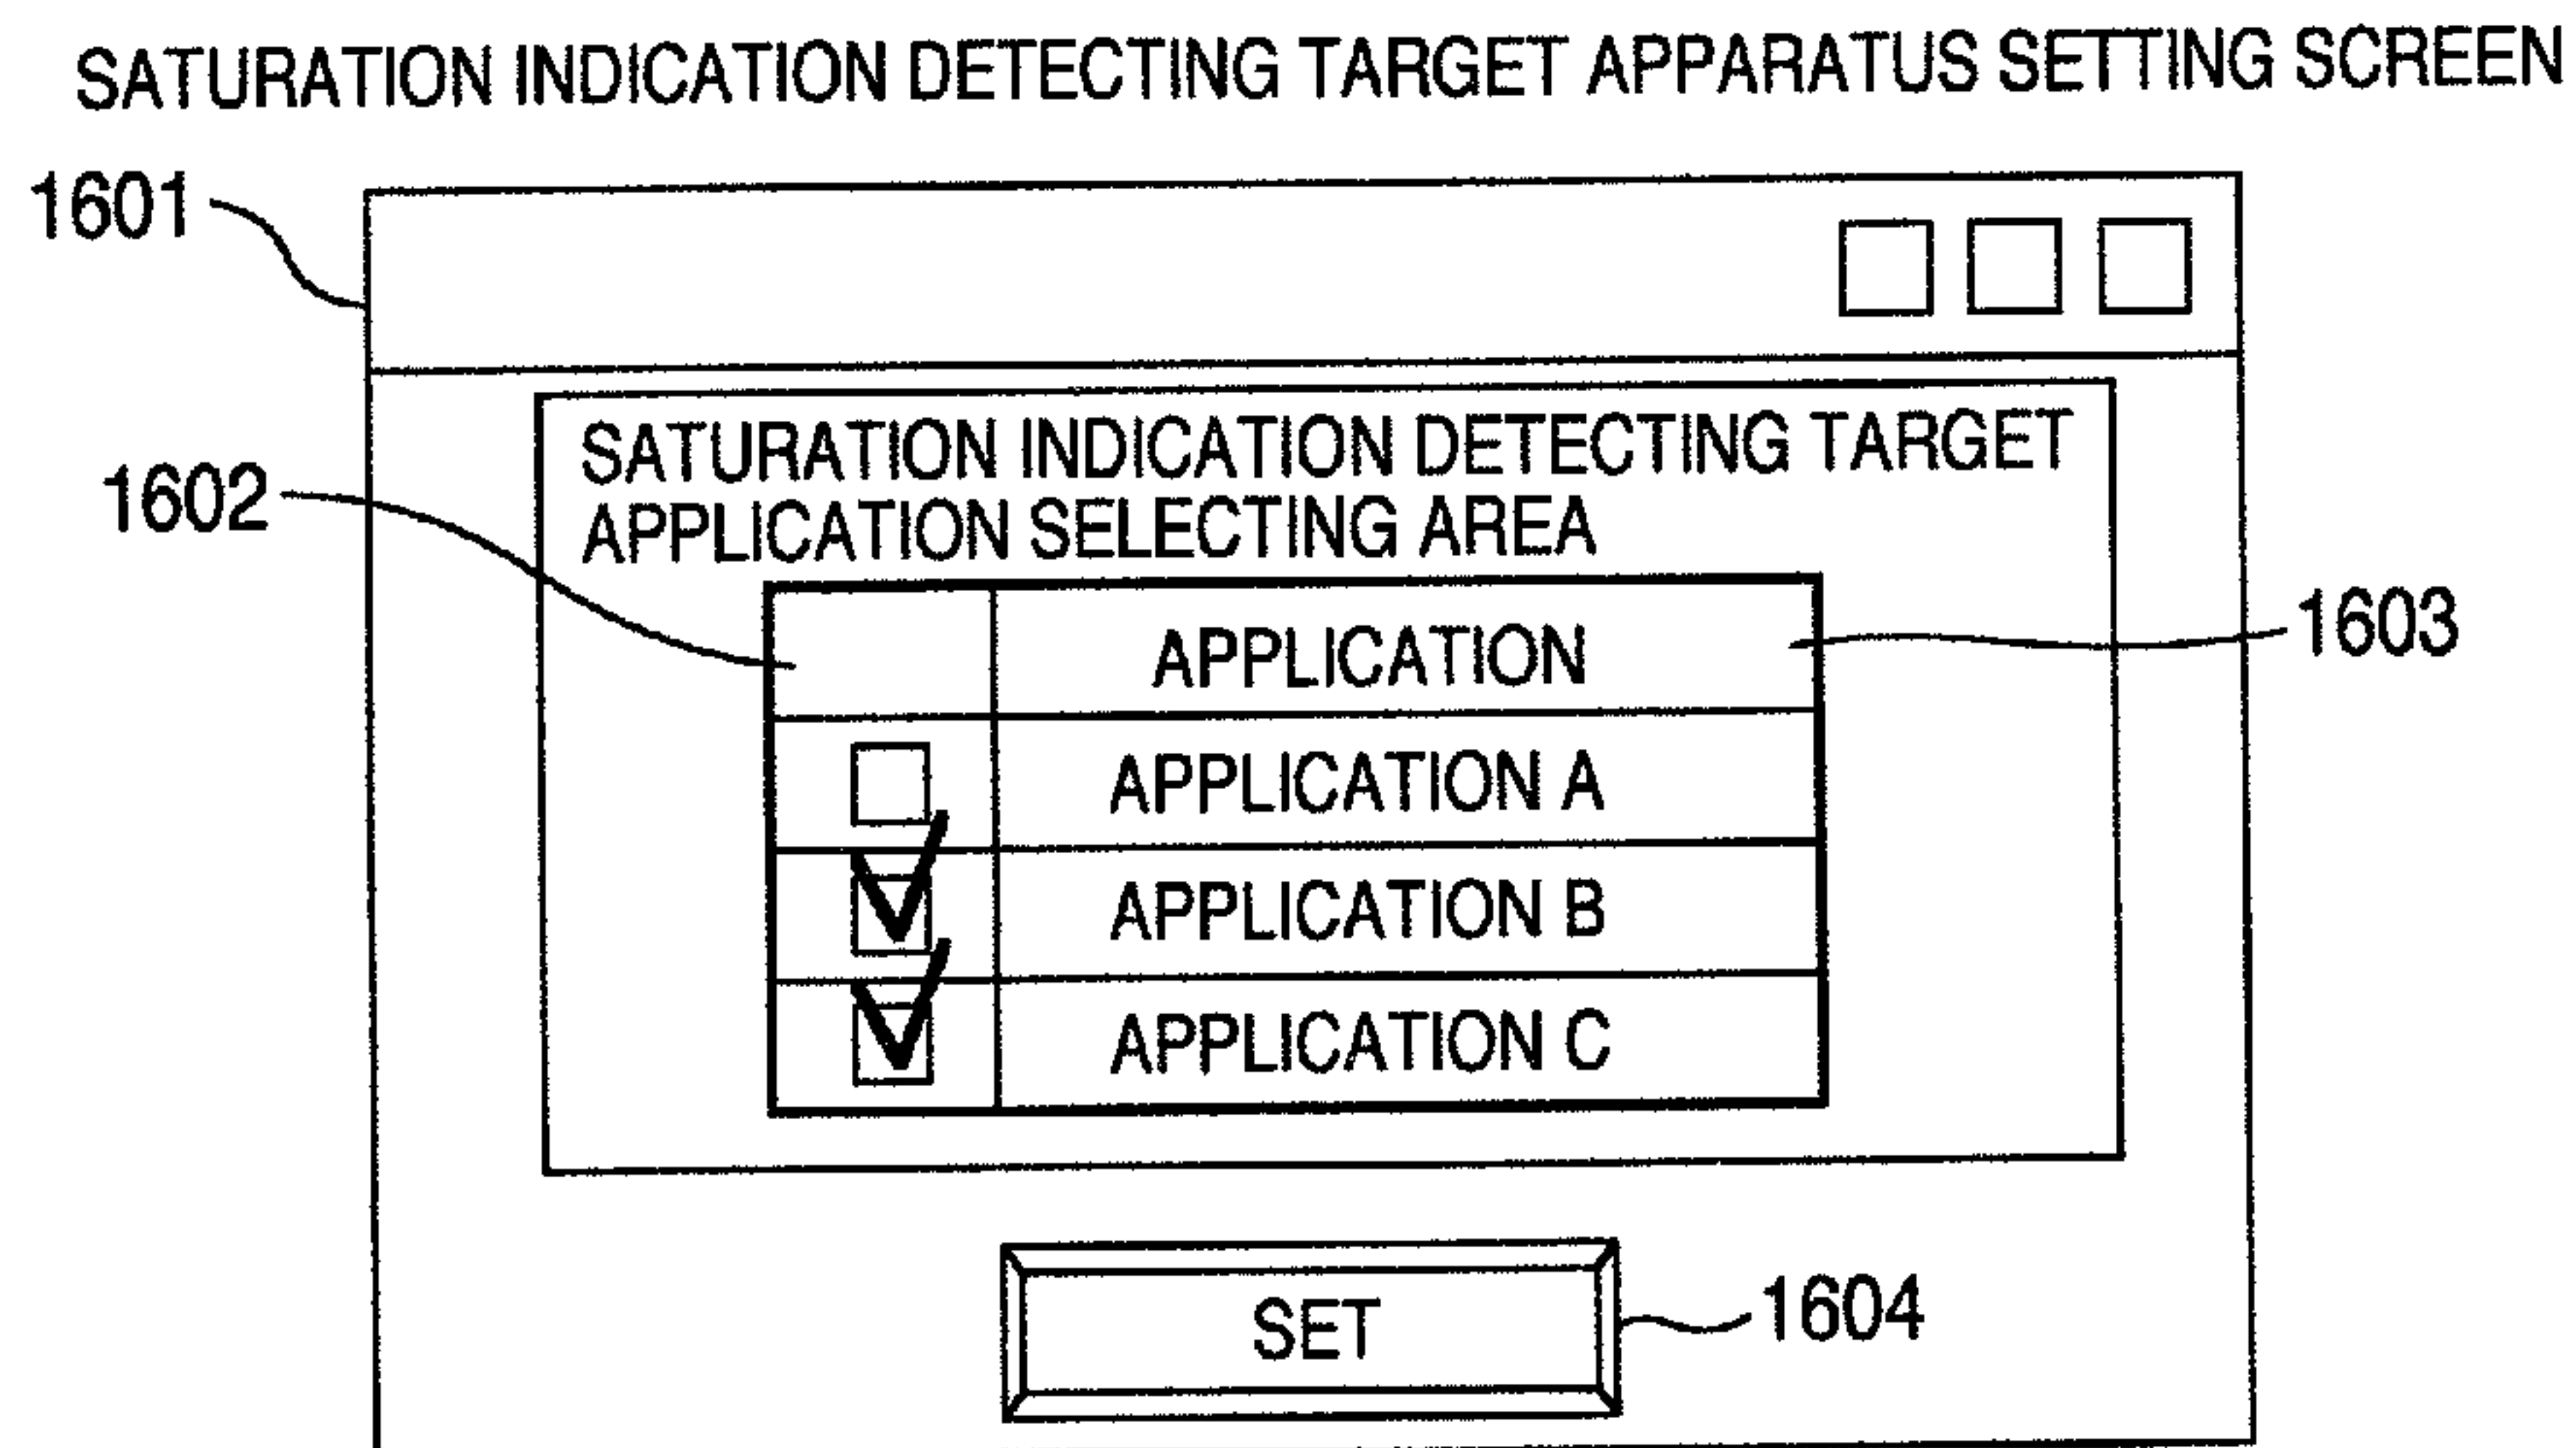 SATURATION INDICATION DETECTING TARGET APPARATUS SETTING SCREEN
1601
1602
SATURATION INDICATION DETECTING TARGET
APPLICATION SELECTING AREA
APPLICATION
1603
APPLICATION A
APPLICATION B
APPLICATION C
SET
1604